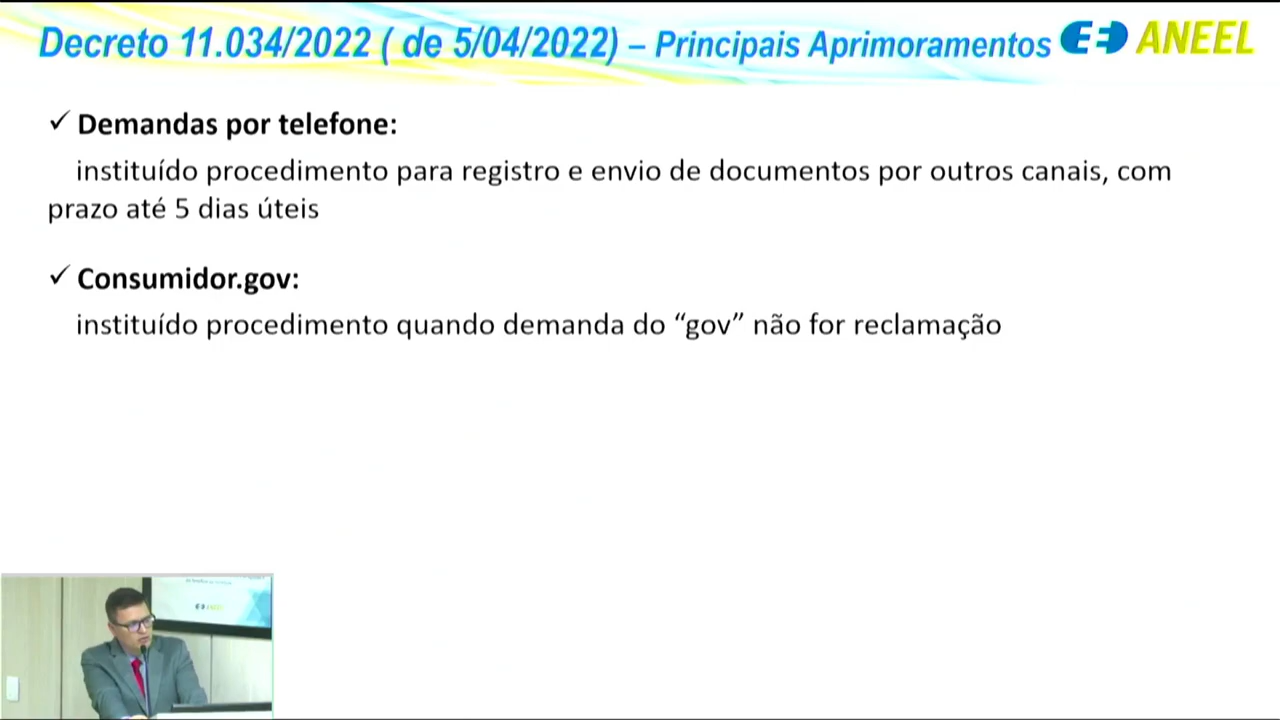 Decreto 11.034/2022 ( de 5/04/2022) – Principais Aprimoramentos ANEEL
✓ Demandas por telefone:
instituído procedimento para registro e envio de documentos por outros canais, com
prazo até 5 dias úteis
✓ Consumidor.gov:
instituído procedimento quando demanda do “gov” não for reclamação
ANEEL